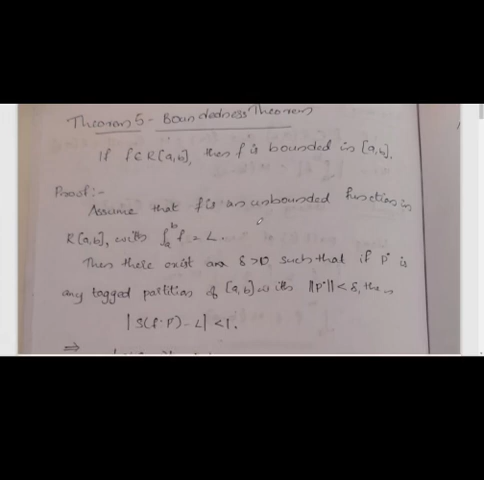 Theorem 5 - Boundedness Theorem
If f ∈ R[a,b], then f is bounded in [a,b].
Proof:-
Assume that f is an unbounded function in
R[a,b], with ∫ₐᵇ f = L.
Then there exist δ>0 such that if Ṗ is
any tagged partition of [a,b] with ||Ṗ|| < δ, then
|S(f:Ṗ) - L| < 1.
⇒